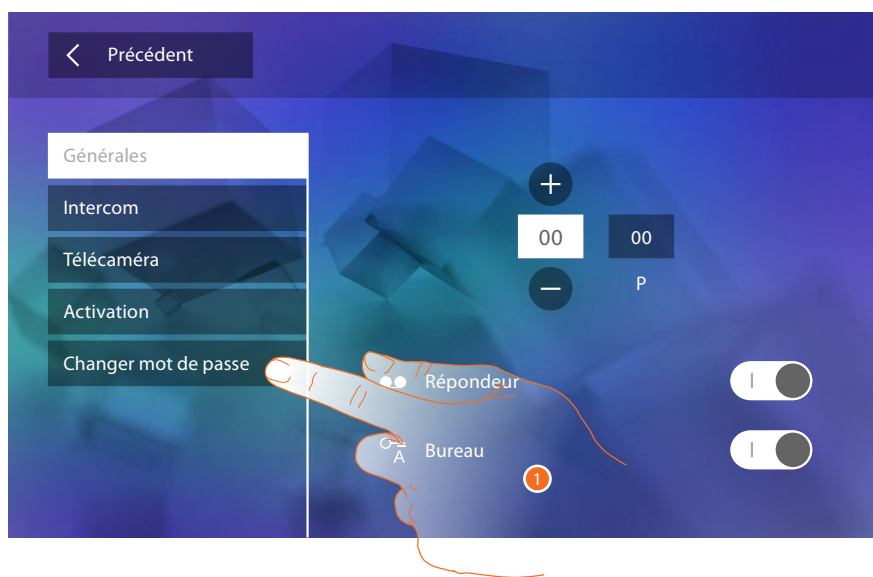 Précédent
Générales
Intercom
Télécaméra
Activation
Changer mot de passe
00 00
P
Répondeur
A Bureau
1